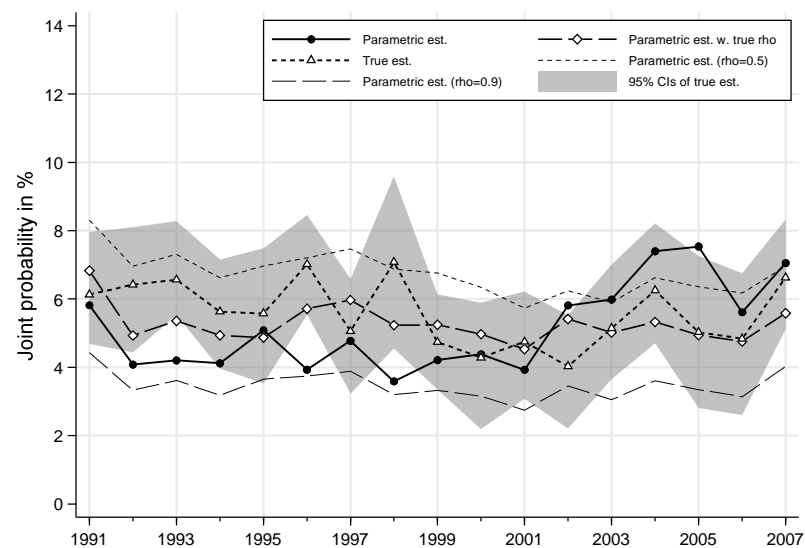 14
12
10
8
6
4
2
0
Joint probability in %
Parametric est.
Parametric est. w. true rho
True est.
Parametric est. (rho=0.5)
Parametric est. (rho=0.9)
95% CIs of true est.
1991 1993 1995 1997 1999 2001 2003 2005 2007